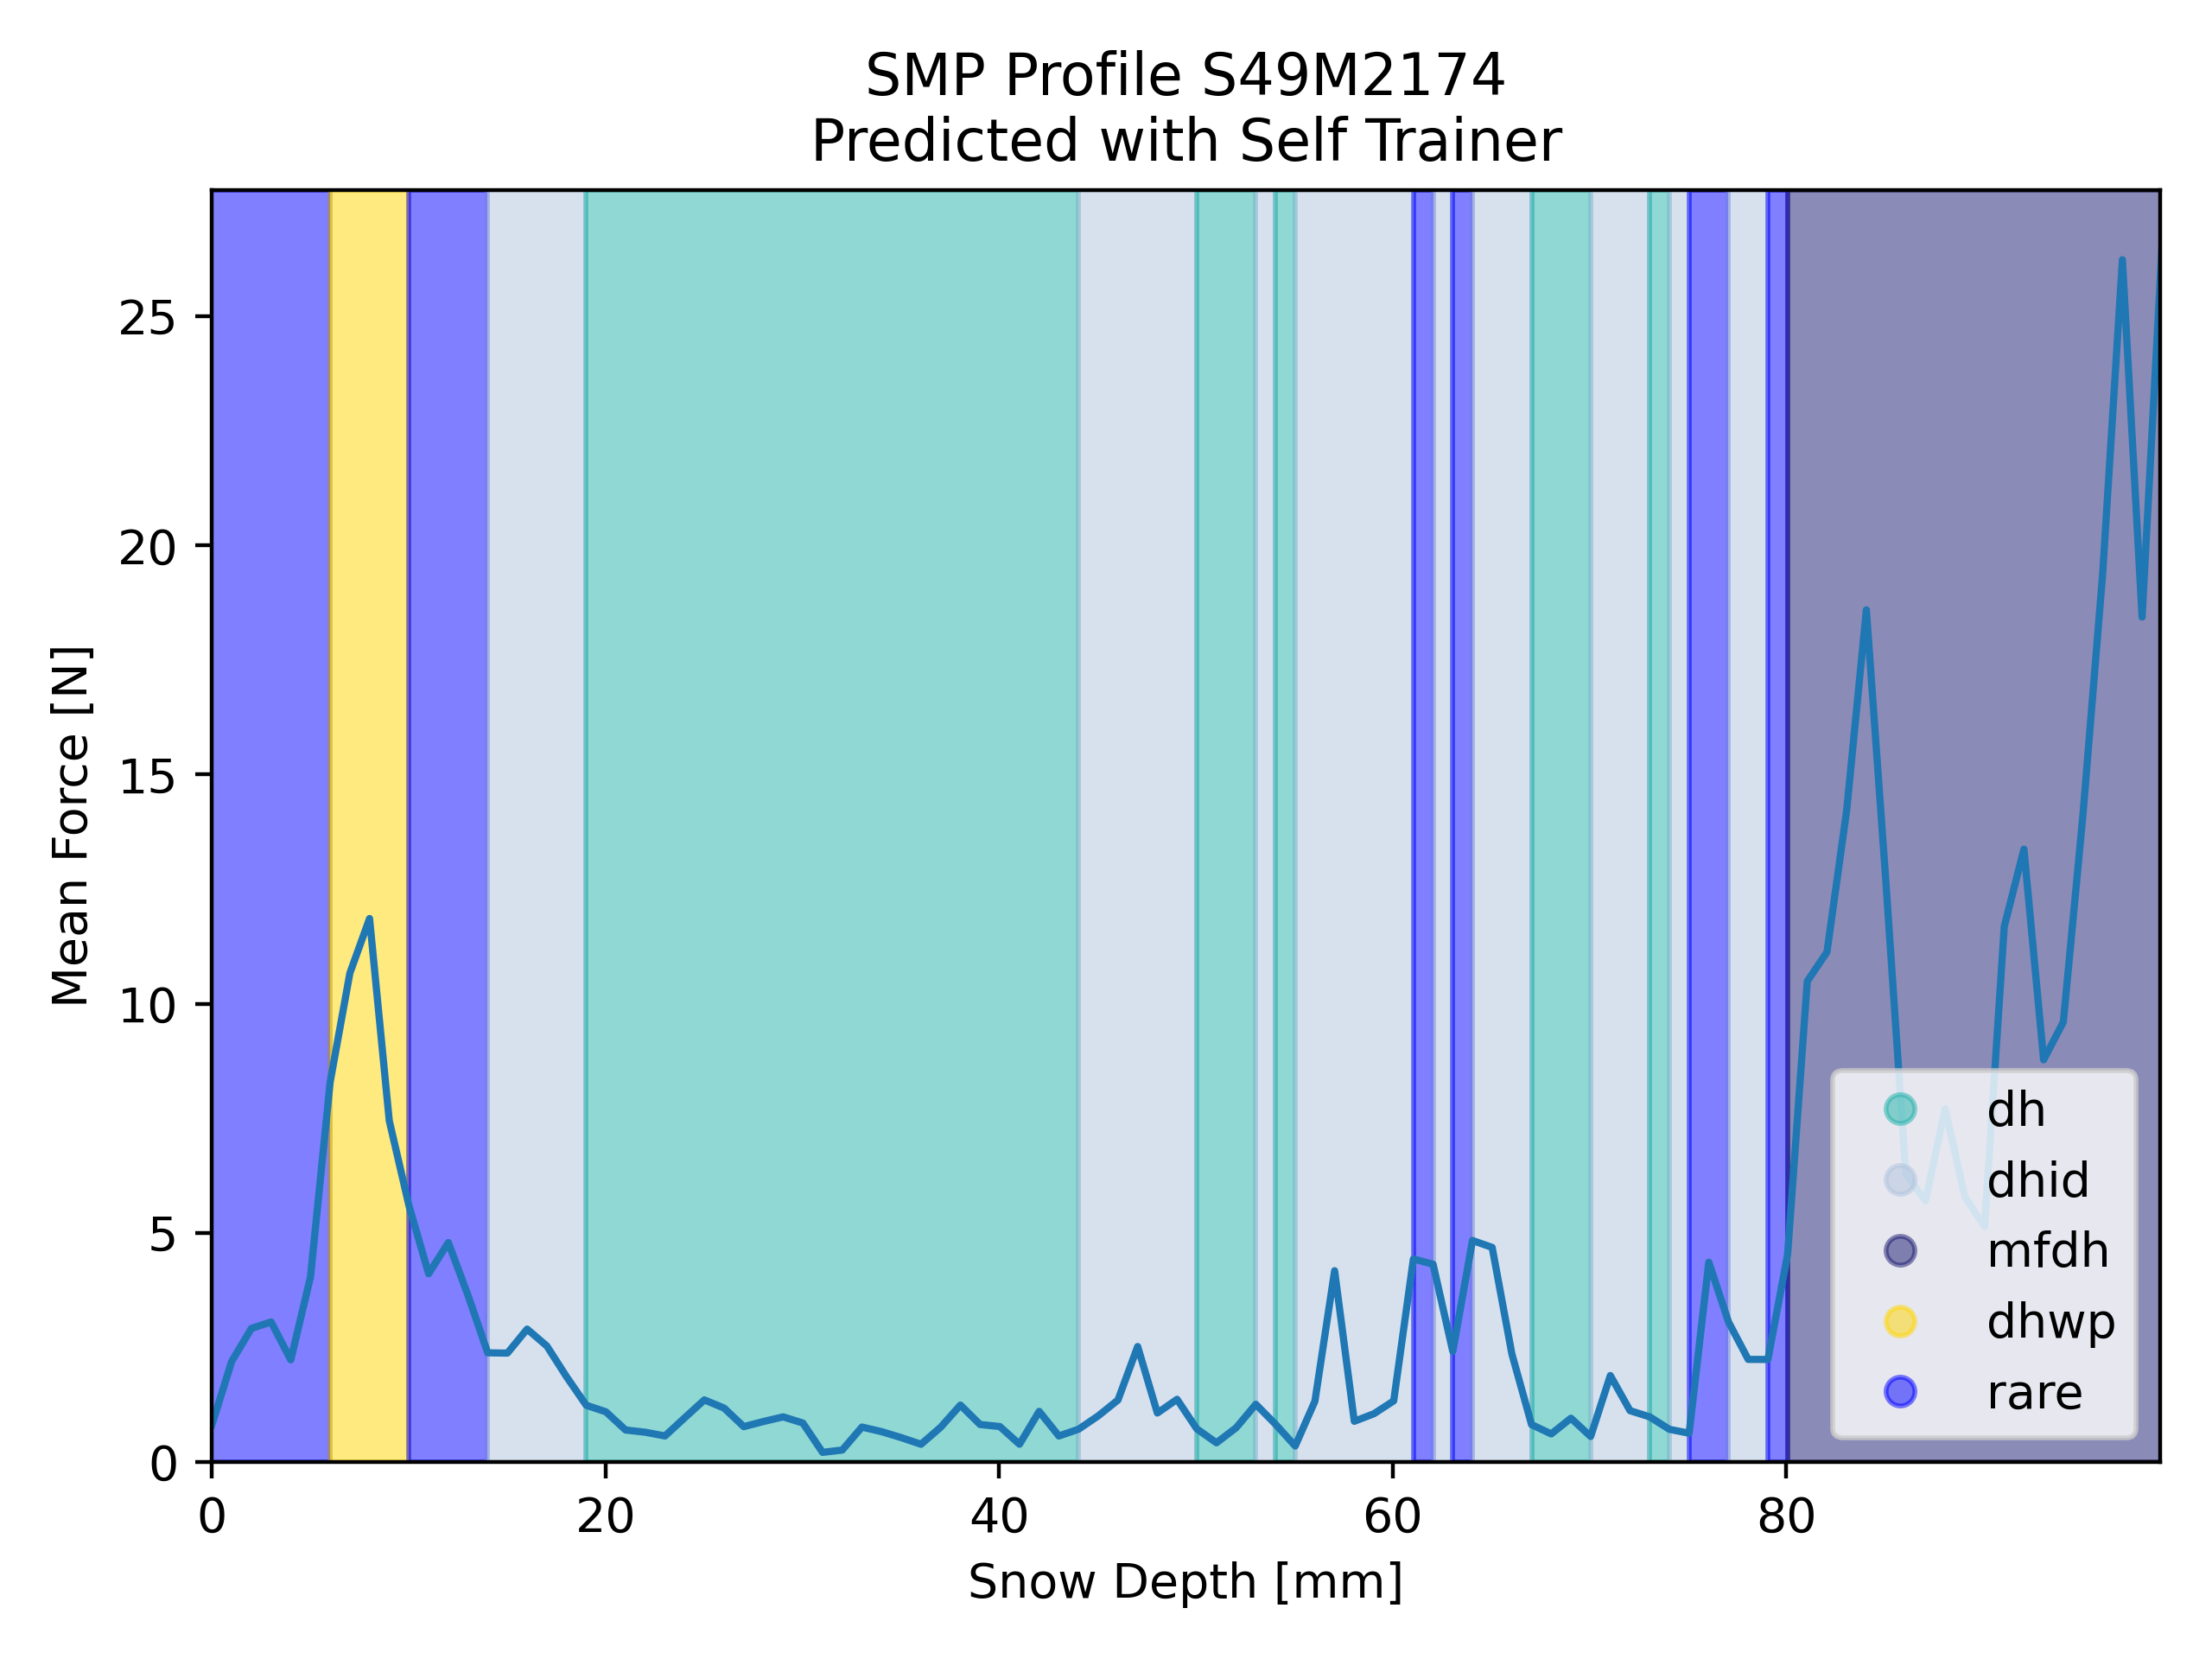 SMP Profile S49M2174
Predicted with Self Trainer
Mean Force [N]
25
20
15
10
5
0
0 20 40 60 80
Snow Depth [mm]
dh
dhid
mfdh
dhwp
rare